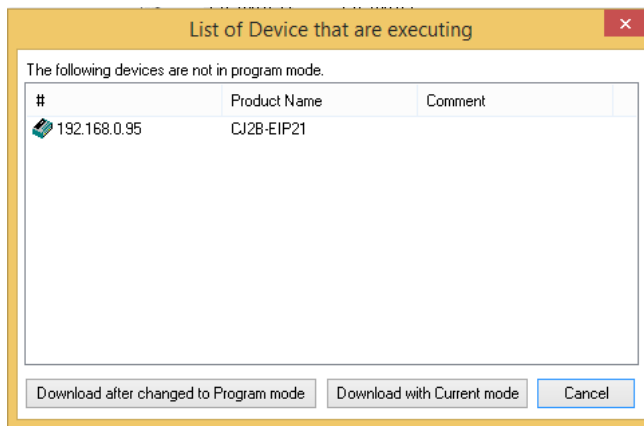 List of Device that are executing
The following devices are not in program mode.
# Product Name Comment
192.168.0.95 CJ2B-EIP21
Download after changed to Program mode Download with Current mode Cancel